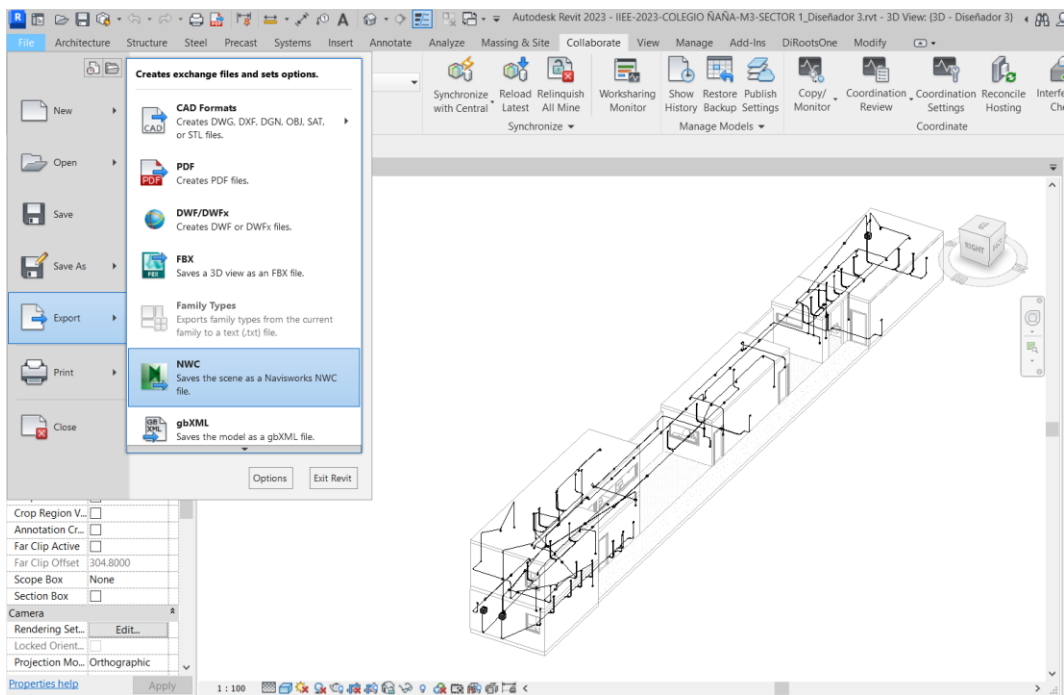 Autodesk Revit 2023 - IIEE-2023-COLEGIO ÑAÑA-M3-SECTOR 1_Diseñador 3.rvt - 3D View: {3D - Diseñador 3}
File Architecture Structure Steel Precast Systems Insert Annotate Analyze Massing & Site Collaborate View Manage Add-Ins DiRootsOne Modify
Synchronize with Central
Reload Latest
Relinquish All Mine
Worksharing Monitor
Show History
Restore Backup
Publish Settings
Copy/ Monitor
Coordination Review
Coordination Settings
Reconcile Hosting
Synchronize
Manage Models
Coordinate
New
Open
Save
Save As
Export
Print
Close
Creates exchange files and sets options.
CAD
CAD Formats
Creates DWG, DXF, DGN, OBJ, SAT,
or STL files.
PDF
PDF
Creates PDF files.
DWF/DWFx
Creates DWF or DWFx files.
FBX
FBX
Saves a 3D view as an FBX file.
Family Types
Exports family types from the current
family to a text (.txt) file.
NWC
Saves the scene as a Navisworks NWC
file.
gbXML
Saves the model as a gbXML file.
Options Exit Revit
RIGHT
Crop Region V...
Annotation Cr...
Far Clip Active
Far Clip Offset 304.8000
Scope Box None
Section Box
Camera
Rendering Set... Edit...
Locked Orient...
Projection Mo... Orthographic
Properties help Apply
1 : 100